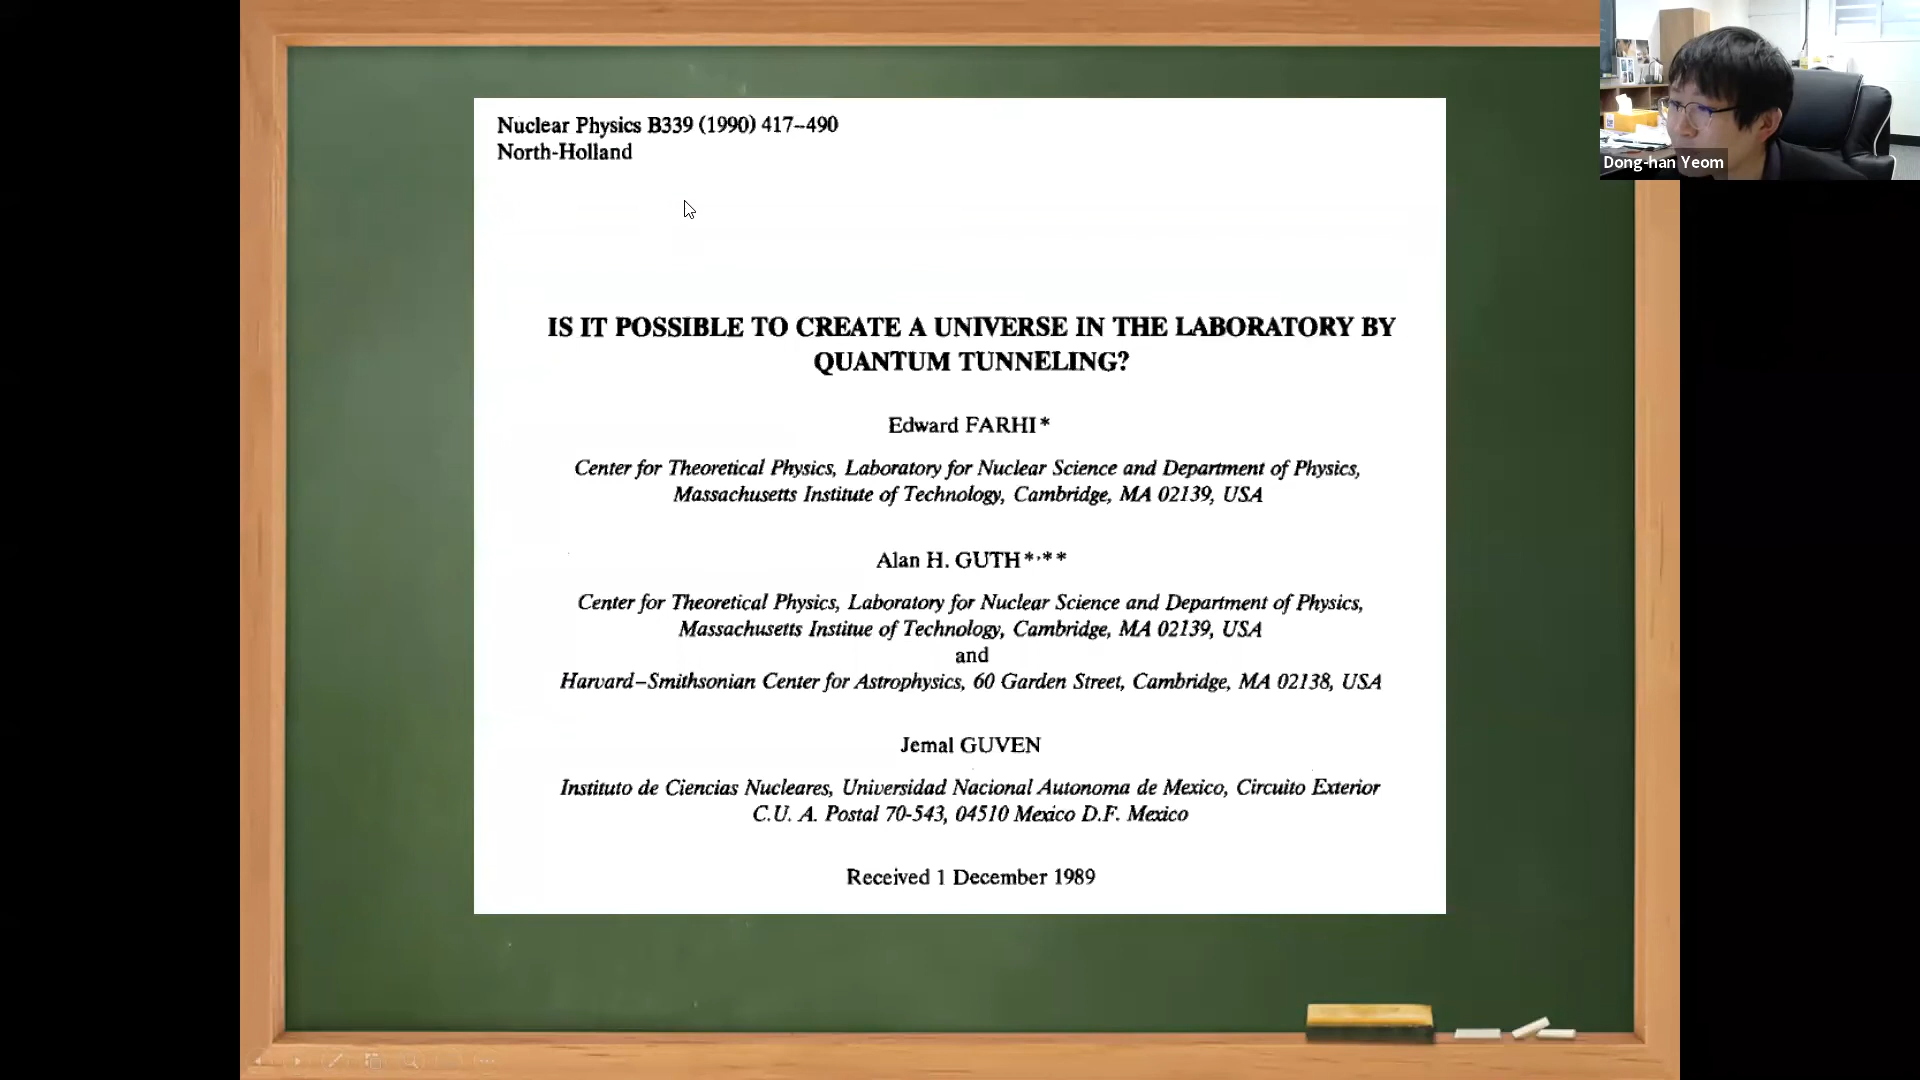 Nuclear Physics B339 (1990) 417–490
North-Holland
IS IT POSSIBLE TO CREATE A UNIVERSE IN THE LABORATORY BY
QUANTUM TUNNELING?
Edward FARHI*
Center for Theoretical Physics, Laboratory for Nuclear Science and Department of Physics,
Massachusetts Institute of Technology, Cambridge, MA 02139, USA
Alan H. GUTH*,**
Center for Theoretical Physics, Laboratory for Nuclear Science and Department of Physics,
Massachusetts Institue of Technology, Cambridge, MA 02139, USA
and
Harvard–Smithsonian Center for Astrophysics, 60 Garden Street, Cambridge, MA 02138, USA
Jemal GUVEN
Instituto de Ciencias Nucleares, Universidad Nacional Autonoma de Mexico, Circuito Exterior
C.U. A. Postal 70-543, 04510 Mexico D.F. Mexico
Received 1 December 1989
Dong-han Yeom